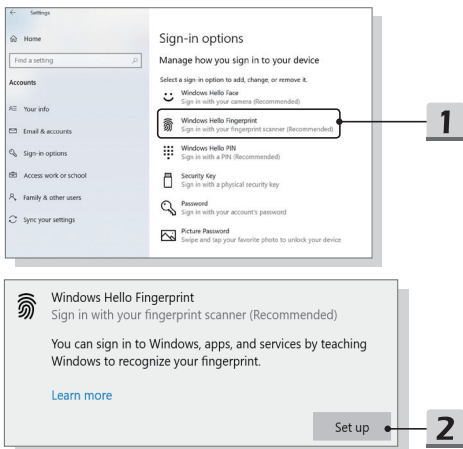 Settings
Home
Find a setting
Accounts
Your info
Email & accounts
Sign-in options
Access work or school
Family & other users
Sync your settings
Sign-in options
Manage how you sign in to your device
Select a sign-in option to add, change, or remove it.
Windows Hello Face
Sign in with your camera (Recommended)
Windows Hello Fingerprint
Sign in with your fingerprint scanner (Recommended)
Windows Hello PIN
Sign in with a PIN (Recommended)
Security Key
Sign in with a physical security key
Password
Sign in with your account's password
Picture Password
Swipe and tap your favorite photo to unlock your device
1
Windows Hello Fingerprint
Sign in with your fingerprint scanner (Recommended)
You can sign in to Windows, apps, and services by teaching
Windows to recognize your fingerprint.
Learn more
Set up
2